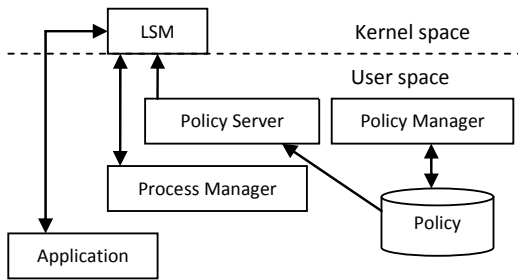 LSM
Kernel space
User space
Policy Server
Policy Manager
Process Manager
Policy
Application